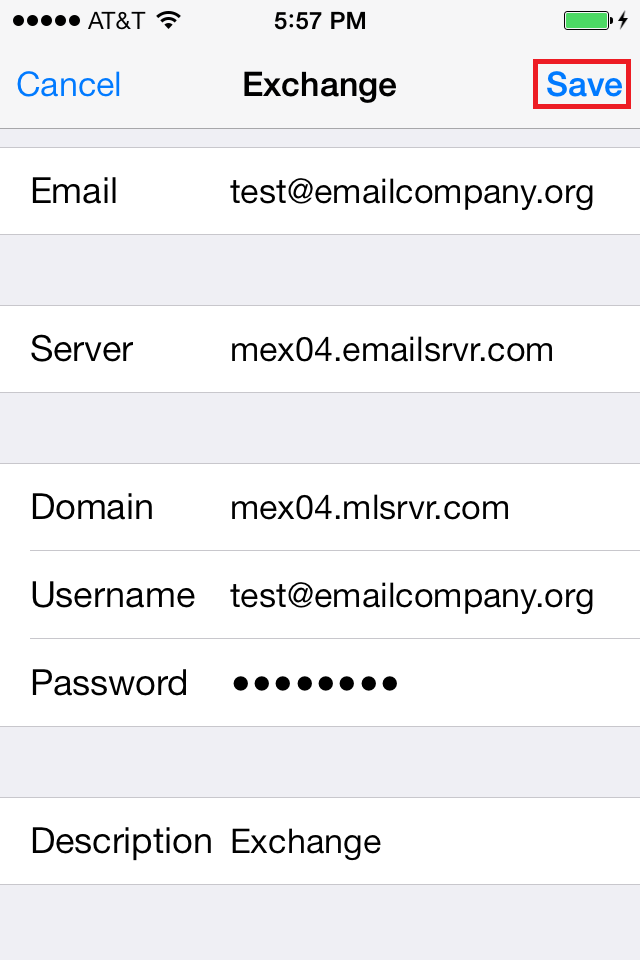 ●●●●● AT&T 5:57 PM
Cancel Exchange Save
Email test@emailcompany.org
Server mex04.emailsrvr.com
Domain mex04.mlsrvr.com
Username test@emailcompany.org
Password ●●●●●●●●
Description Exchange